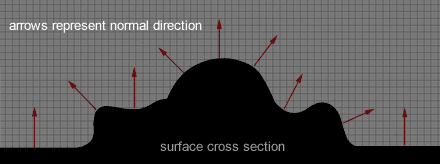 arrows represent normal direction
surface cross section